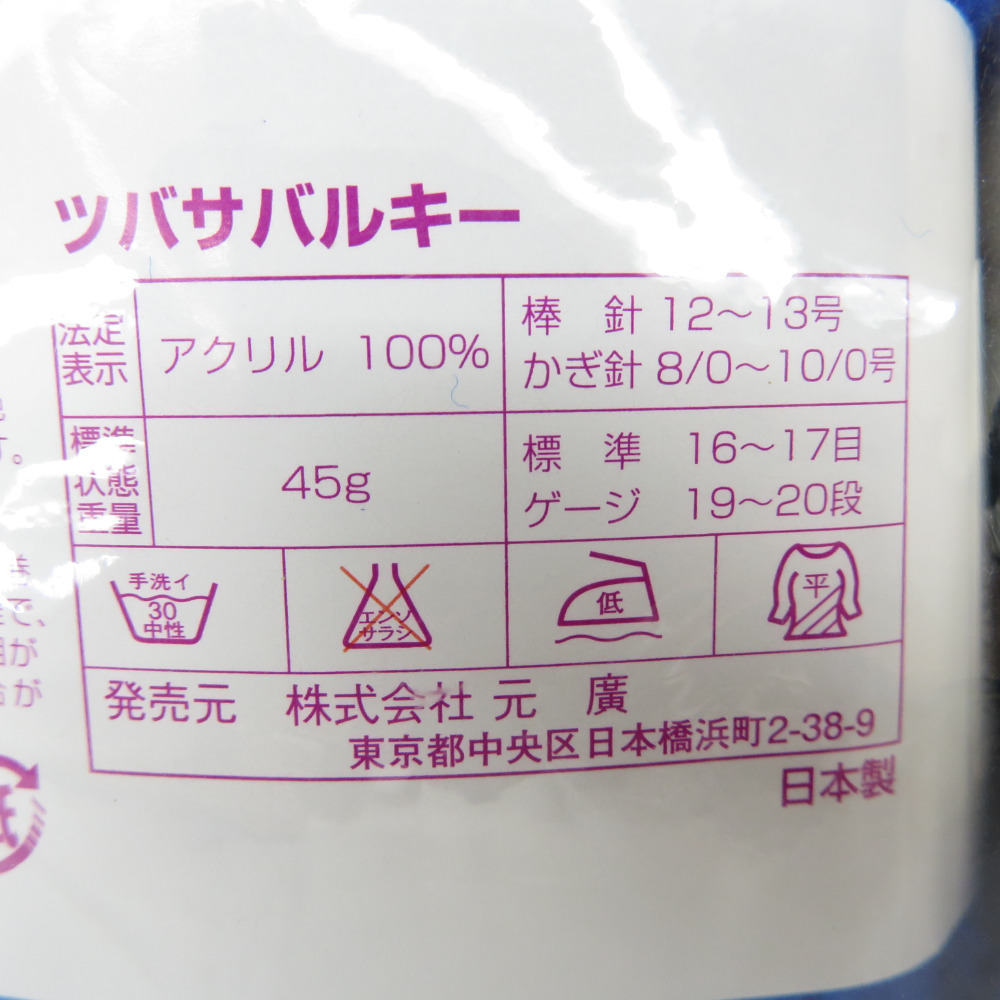 ツバサバルキー
法定
表示
アクリル 100%
棒 針 12～13号
かぎ針 8/0～10/0号
標準
状態
重量
45g
標 準 16～17目
ゲージ 19～20段
手洗イ
30
中性
エンソ
サラシ
低
平
発売元 株式会社 元 廣
東京都中央区日本橋浜町2-38-9
日本製
す。
で、
が
が